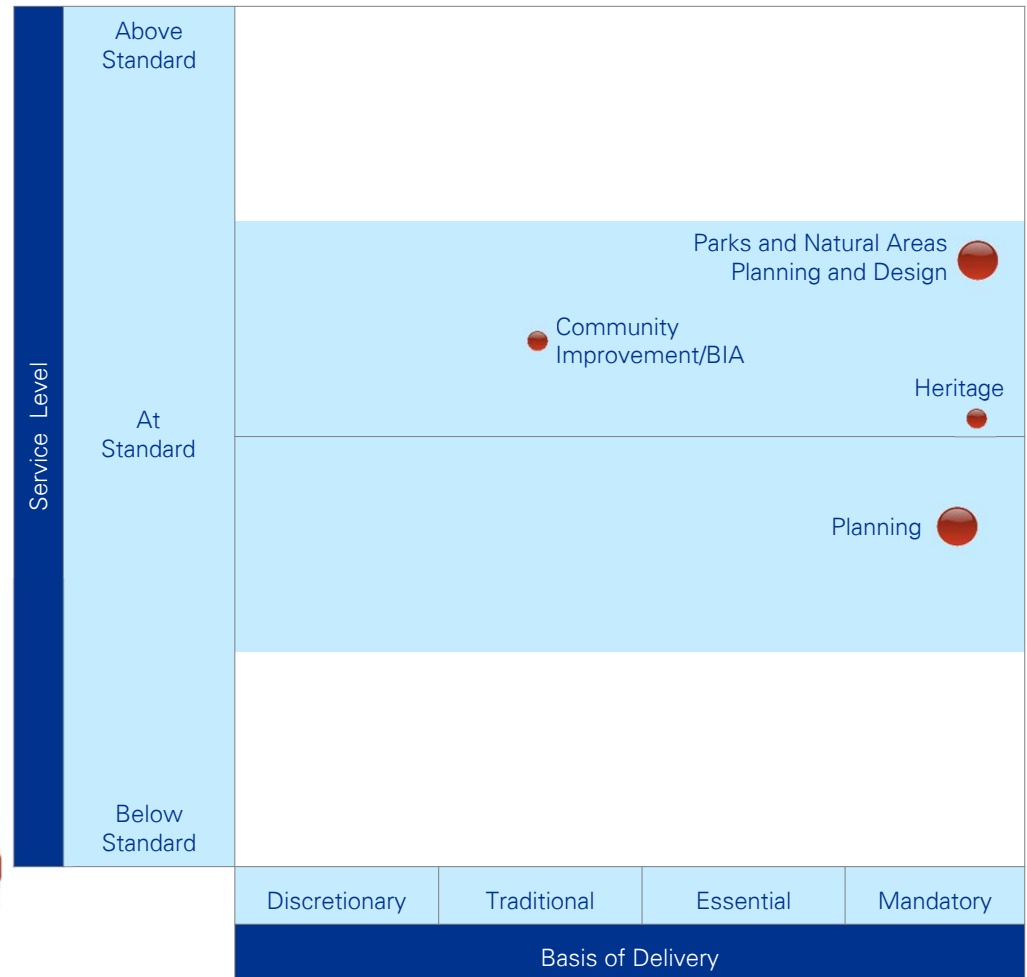 Above
Standard
Parks and Natural Areas
Planning and Design
Community
Improvement/BIA
Heritage
Service Level
At
Standard
Planning
Below
Standard
Discretionary
Traditional
Essential
Mandatory
Basis of Delivery